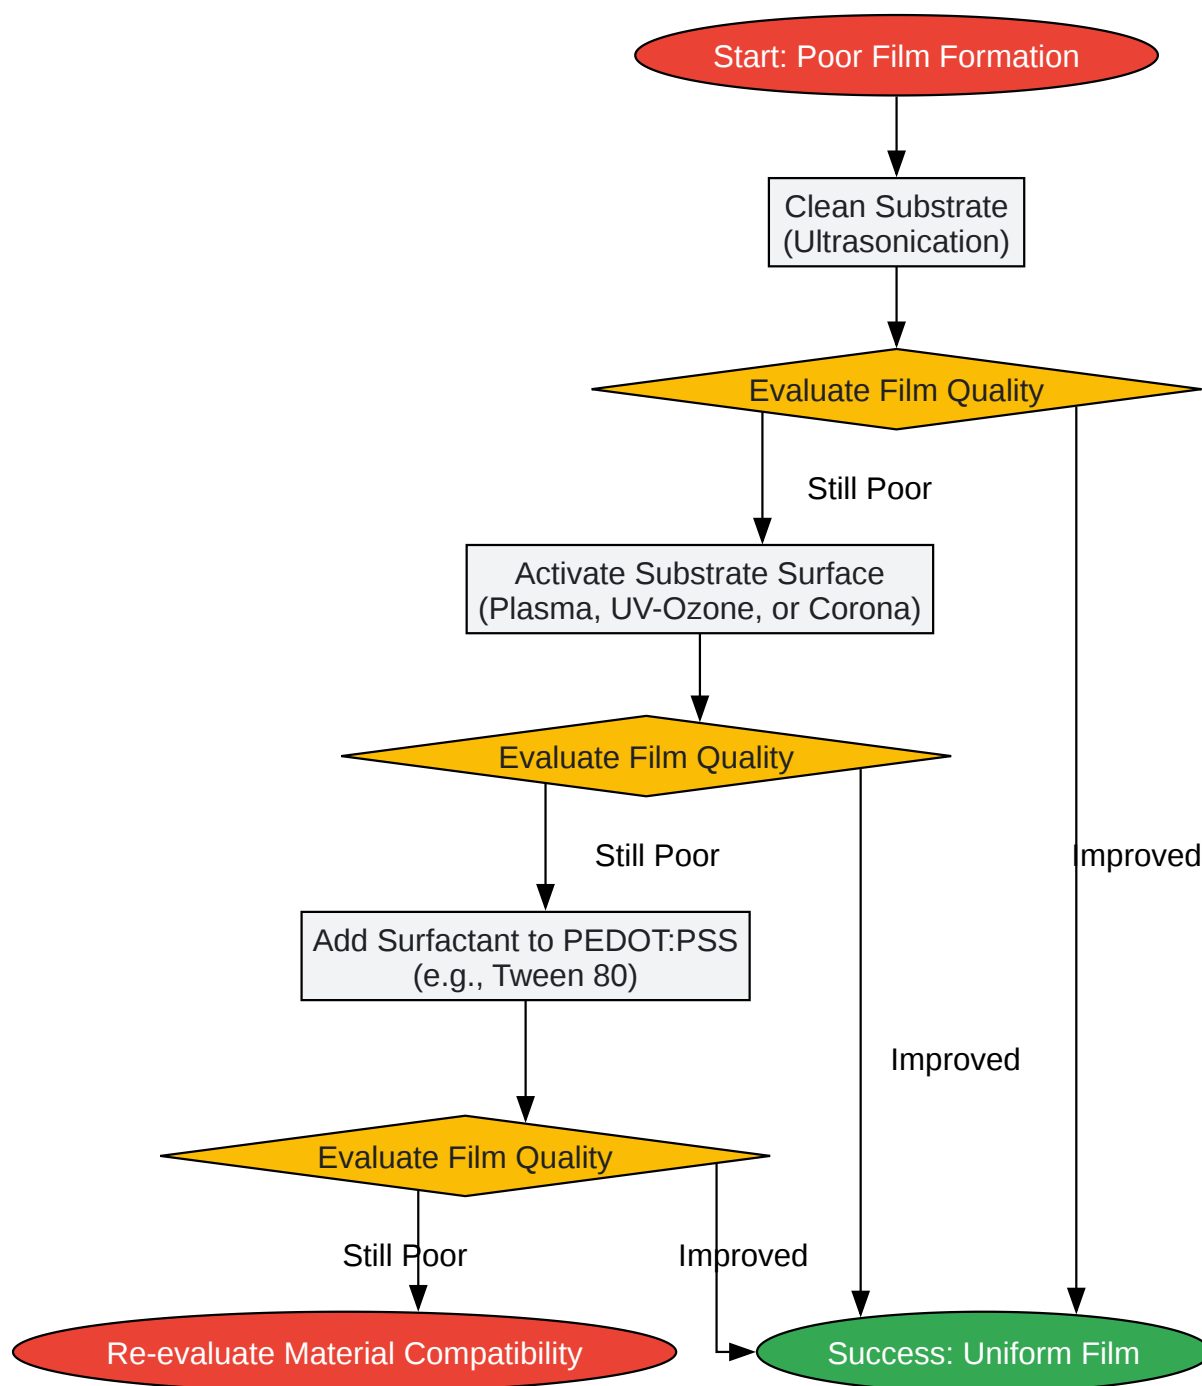 Start: Poor Film Formation
Clean Substrate
(Ultrasonication)
Evaluate Film Quality
Still Poor
Activate Substrate Surface
(Plasma, UV-Ozone, or Corona)
Evaluate Film Quality
Still Poor
Improved
Add Surfactant to PEDOT:PSS
(e.g., Tween 80)
Improved
Evaluate Film Quality
Still Poor
Improved
Re-evaluate Material Compatibility
Success: Uniform Film